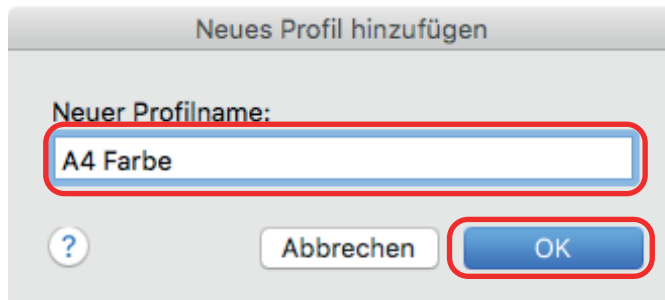 Neues Profil hinzufügen
Neuer Profilname:
A4 Farbe
? Abbrechen OK